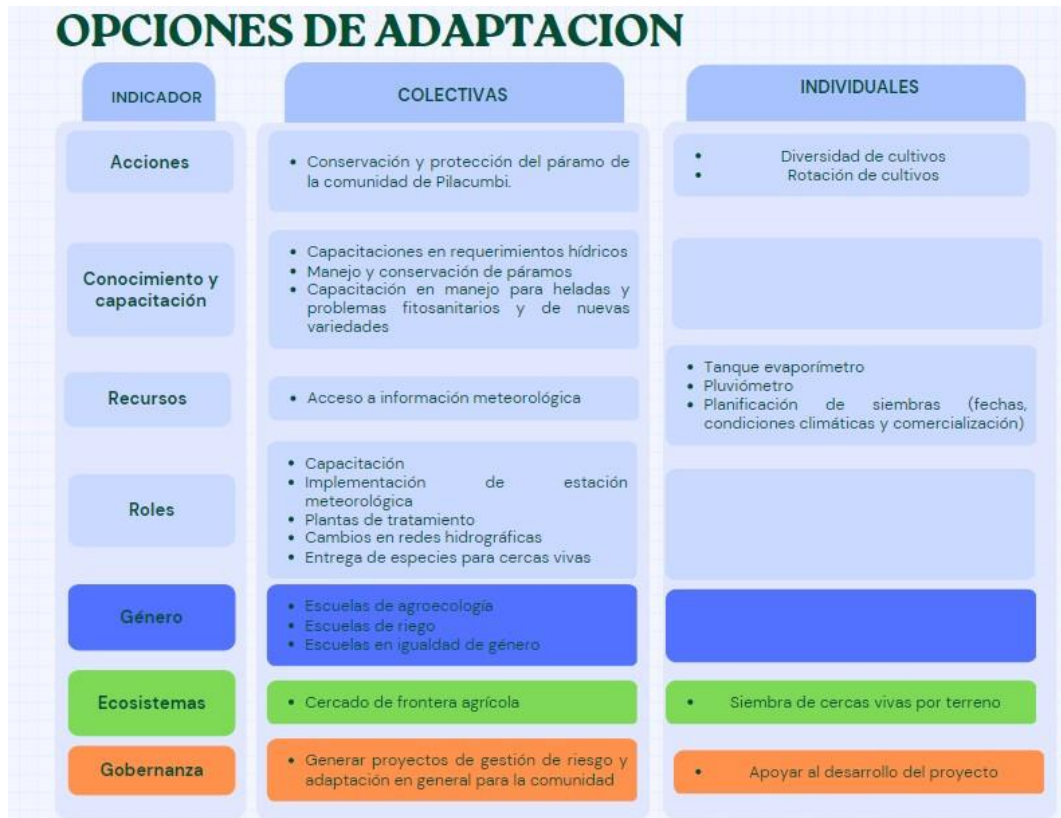 OPCIONES DE ADAPTACION
INDICADOR
COLECTIVAS
INDIVIDUALES
Acciones
• Conservación y protección del páramo de
la comunidad de Pilacumbi.
• Diversidad de cultivos
• Rotación de cultivos
Conocimiento y
capacitación
• Capacitaciones en requerimientos hídricos
• Manejo y conservación de páramos
• Capacitación en manejo para heladas y
problemas fitosanitarios y de nuevas
variedades
Recursos
• Acceso a información meteorológica
• Tanque evaporímetro
• Pluviómetro
• Planificación de siembras (fechas,
condiciones climáticas y comercialización)
Roles
• Capacitación
• Implementación de estación
meteorológica
• Plantas de tratamiento
• Cambios en redes hidrográficas
• Entrega de especies para cercas vivas
Género
• Escuelas de agroecología
• Escuelas de riego
• Escuelas en igualdad de género
Ecosistemas
• Cercado de frontera agrícola
• Siembra de cercas vivas por terreno
Gobernanza
• Generar proyectos de gestión de riesgo y
adaptación en general para la comunidad
• Apoyar al desarrollo del proyecto